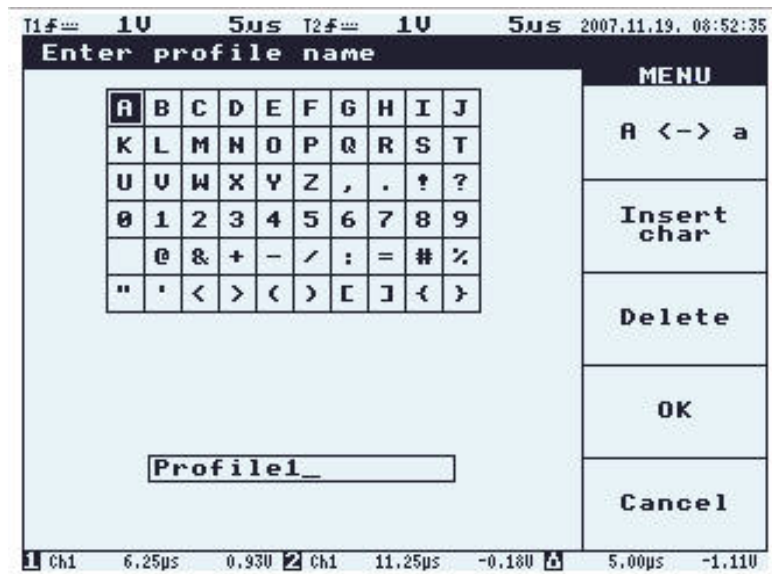 T1 1V 5us T2 1V 5us 2007.11.19. 08:52:35
Enter profile name
MENU
A B C D E F G H I J
K L M N O P Q R S T
U V W X Y Z , . ! ?
0 1 2 3 4 5 6 7 8 9
@ & + - / : = # %
" ' < > ( ) [ ] { }
A <-> a
Insert
char
Delete
OK
Cancel
Profile1_
1 Ch1 6.25µs 0.93V 2 Ch1 11.25µs -0.18V Δ 5.00µs -1.11V